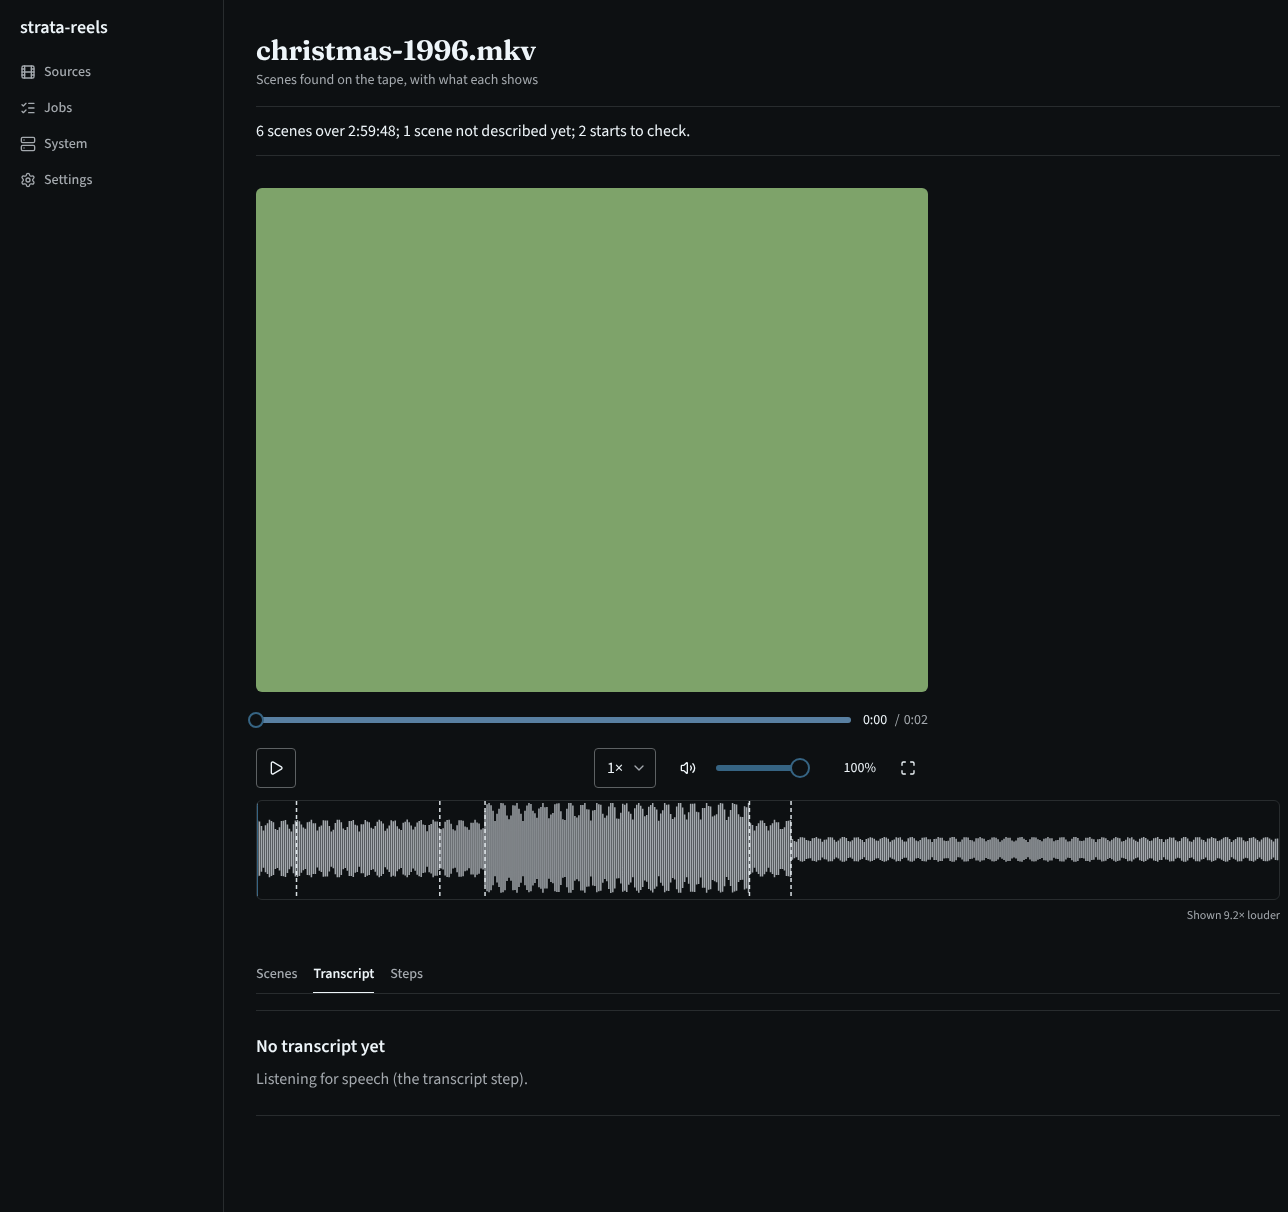 strata-reels
Sources
Jobs
System
Settings
christmas-1996.mkv
Scenes found on the tape, with what each shows
6 scenes over 2:59:48; 1 scene not described yet; 2 starts to check.
0:00 / 0:02
1× 100%
Shown 9.2× louder
Scenes Transcript Steps
No transcript yet
Listening for speech (the transcript step).